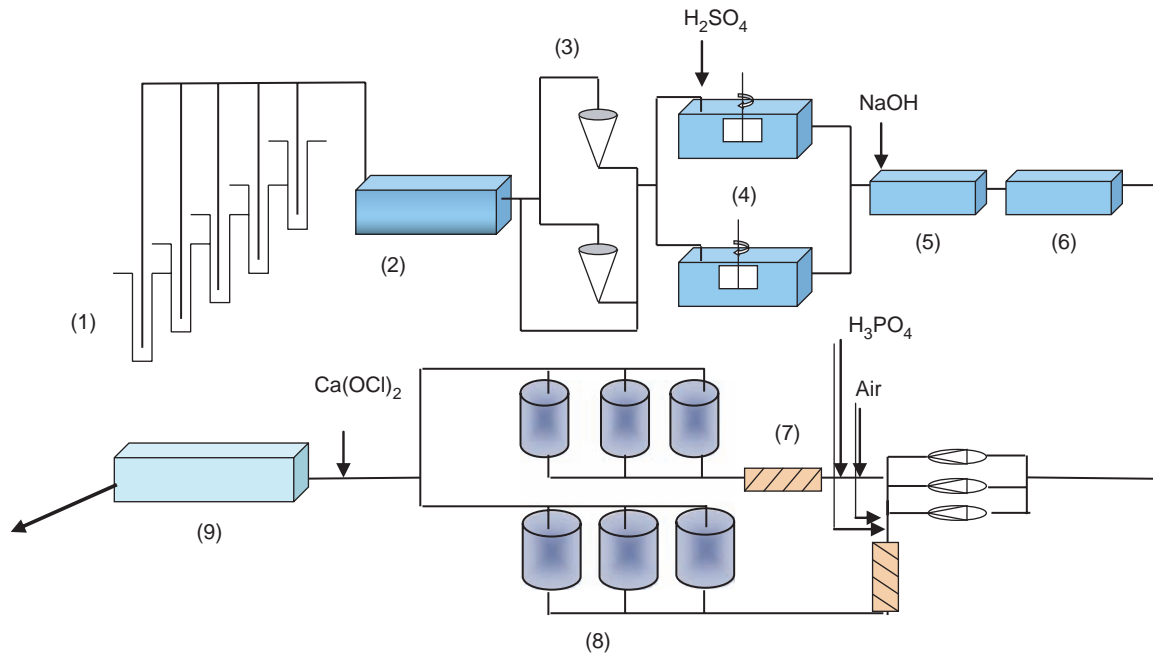 H₂SO₄
(3)
NaOH
(4)
(5)
(6)
(2)
(1)
H₃PO₄
Ca(OCl)₂
Air
(7)
(9)
(8)